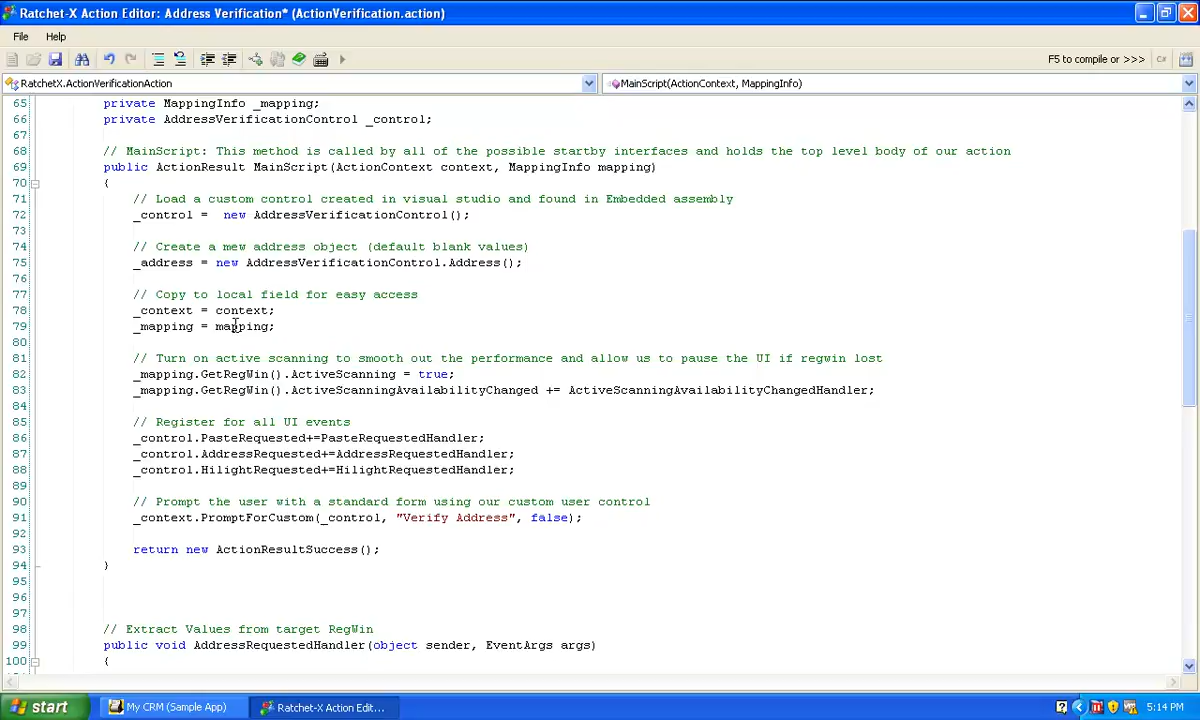 Ratchet-X Action Editor: Address Verification* (ActionVerification.action)
File Help
F5 to compile or >>> C#
RatchetX.ActionVerificationAction MainScript(ActionContext, MappingInfo)
65 private MappingInfo _mapping;
66 private AddressVerificationControl _control;
67
68 // MainScript: This method is called by all of the possible startby interfaces and holds the top level body of our action
69 public ActionResult MainScript(ActionContext context, MappingInfo mapping)
70 {
71 // Load a custom control created in visual studio and found in Embedded assembly
72 _control = new AddressVerificationControl();
73
74 // Create a mew address object (default blank values)
75 _address = new AddressVerificationControl.Address();
76
77 // Copy to local field for easy access
78 _context = context;
79 _mapping = mapping;
80
81 // Turn on active scanning to smooth out the performance and allow us to pause the UI if regwin lost
82 _mapping.GetRegWin().ActiveScanning = true;
83 _mapping.GetRegWin().ActiveScanningAvailabilityChanged += ActiveScanningAvailabilityChangedHandler;
84
85 // Register for all UI events
86 _control.PasteRequested+=PasteRequestedHandler;
87 _control.AddressRequested+=AddressRequestedHandler;
88 _control.HilightRequested+=HilightRequestedHandler;
89
90 // Prompt the user with a standard form using our custom user control
91 _context.PromptForCustom(_control, "Verify Address", false);
92
93 return new ActionResultSuccess();
94 }
95
96
97
98 // Extract Values from target RegWin
99 public void AddressRequestedHandler(object sender, EventArgs args)
100 {
start My CRM (Sample App) Ratchet-X Action Edit... 5:14 PM